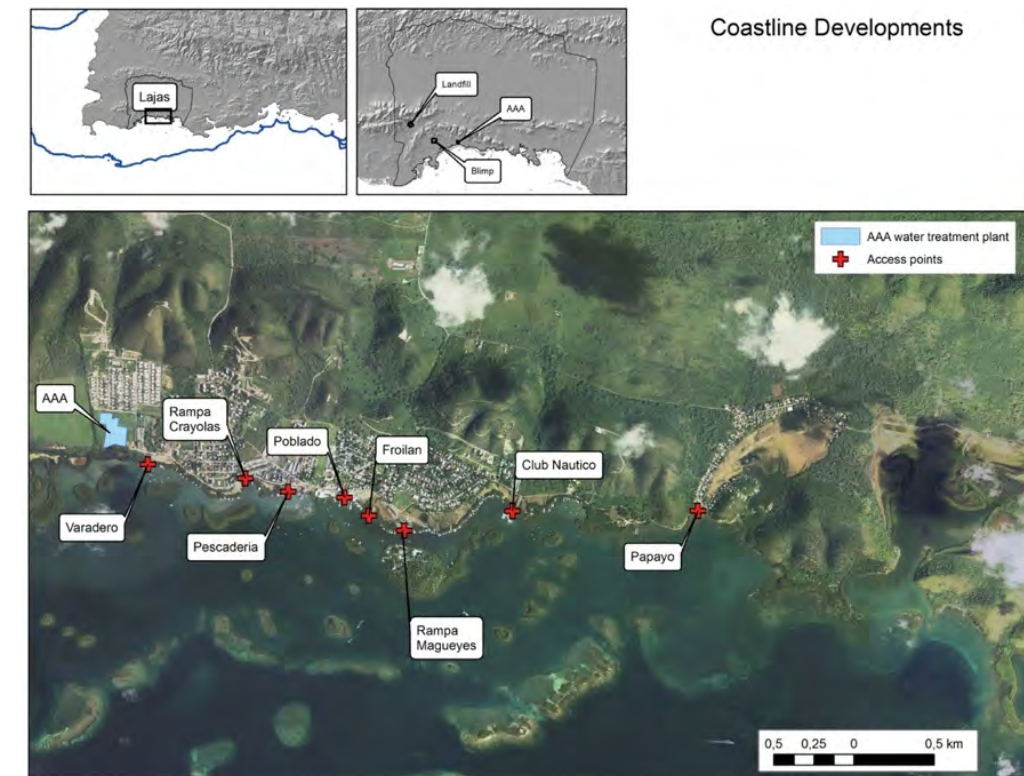 Coastline Developments
Lajas
Landfill
AAA
Blimp
AAA water treatment plant
Access points
AAA
Rampa
Crayolas
Poblado
Froilan
Club Nautico
Varadero
Pescaderia
Papayo
Rampa
Magueyes
0,5 0,25 0 0,5 km